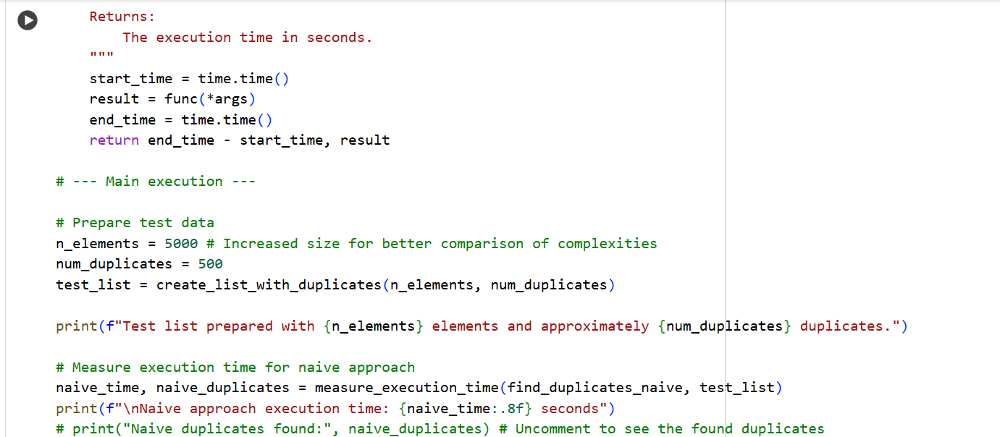 Returns:
The execution time in seconds.
"""
start_time = time.time()
result = func(*args)
end_time = time.time()
return end_time - start_time, result
# --- Main execution ---
# Prepare test data
n_elements = 5000 # Increased size for better comparison of complexities
num_duplicates = 500
test_list = create_list_with_duplicates(n_elements, num_duplicates)
print(f"Test list prepared with {n_elements} elements and approximately {num_duplicates} duplicates.")
# Measure execution time for naive approach
naive_time, naive_duplicates = measure_execution_time(find_duplicates_naive, test_list)
print(f"\nNaive approach execution time: {naive_time:.8f} seconds")
# print("Naive duplicates found:", naive_duplicates) # Uncomment to see the found duplicates